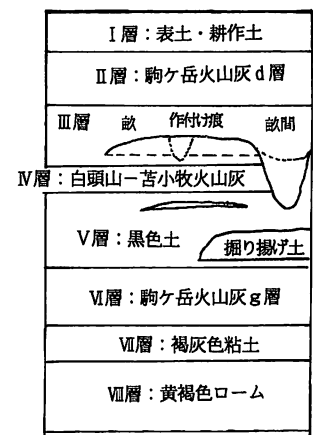 Ⅰ層：表土・耕作土
Ⅱ層：駒ケ岳火山灰ｄ層
Ⅲ層 畝 作付け痕 畝間
Ⅳ層：白頭山－苫小牧火山灰
Ⅴ層：黒色土
掘り揚げ土
Ⅵ層：駒ケ岳火山灰ｇ層
Ⅶ層：褐灰色粘土
Ⅷ層：黄褐色ローム